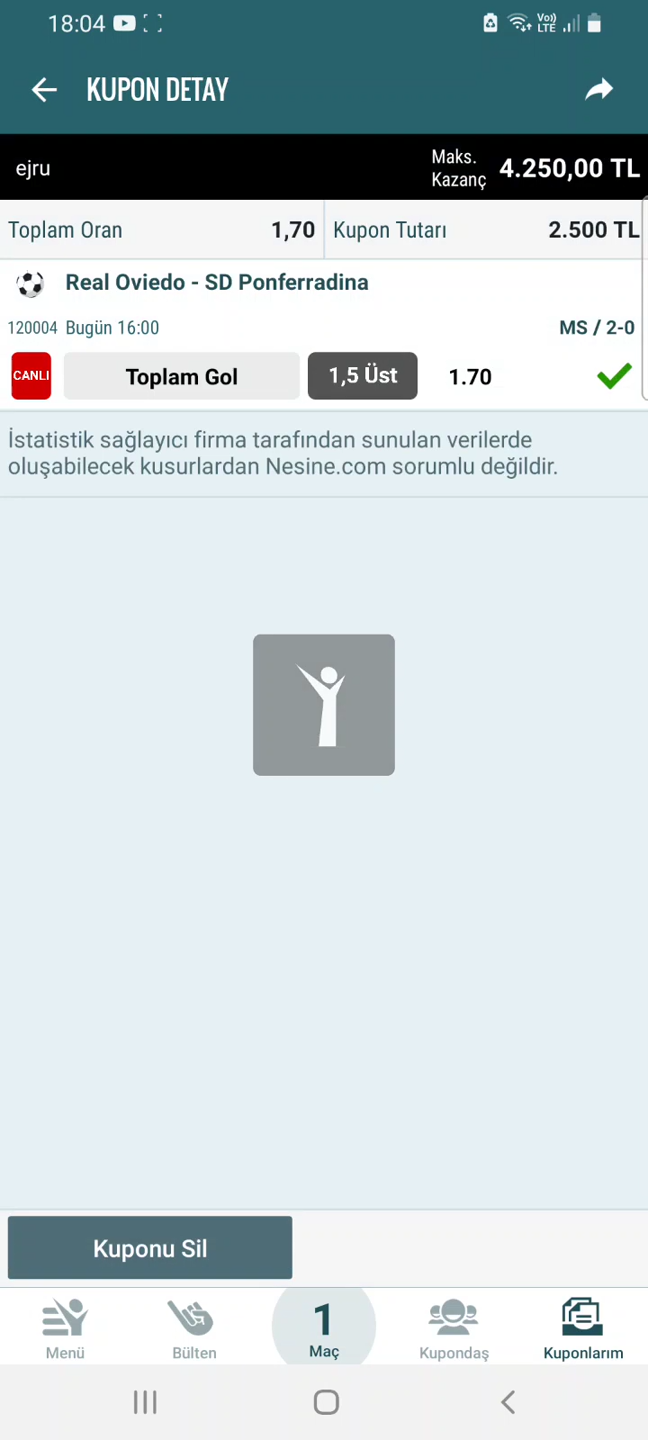 18:04
Vo)) LTE
KUPON DETAY
ejru
Maks. Kazanç 4.250,00 TL
Toplam Oran 1,70 Kupon Tutarı 2.500 TL
Real Oviedo - SD Ponferradina
120004 Bugün 16:00 MS / 2-0
CANLI Toplam Gol 1,5 Üst 1.70
İstatistik sağlayıcı firma tarafından sunulan verilerde
oluşabilecek kusurlardan Nesine.com sorumlu değildir.
Kuponu Sil
1
Menü Bülten Maç Kupondaş Kuponlarım